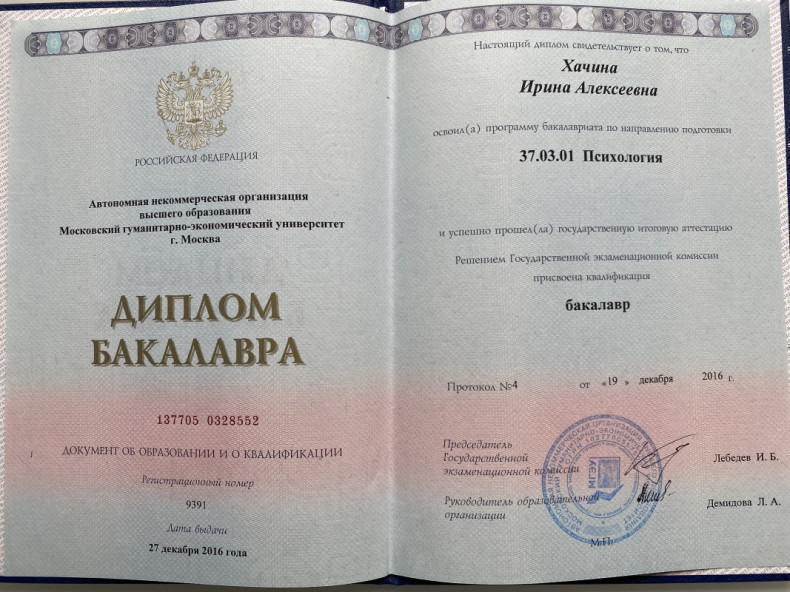 РОССИЙСКАЯ ФЕДЕРАЦИЯ
Автономная некоммерческая организация
высшего образования
Московский гуманитарно-экономический университет
г. Москва
ДИПЛОМ
БАКАЛАВРА
137705 0328552
ДОКУМЕНТ ОБ ОБРАЗОВАНИИ И О КВАЛИФИКАЦИИ
Регистрационный номер
9391
Дата выдачи
27 декабря 2016 года
Настоящий диплом свидетельствует о том, что
Хачина
Ирина Алексеевна
освоил(а) программу бакалавриата по направлению подготовки
37.03.01 Психология
и успешно прошел(ла) государственную итоговую аттестацию
Решением Государственной экзаменационной комиссии
присвоена квалификация
бакалавр
Протокол №4 от «19 » декабря 2016 г.
Председатель
Государственной
экзаменационной комиссии
Лебедев И. Б.
Руководитель образовательной
организации
Демидова Л. А.
МГЭУ
М.П.